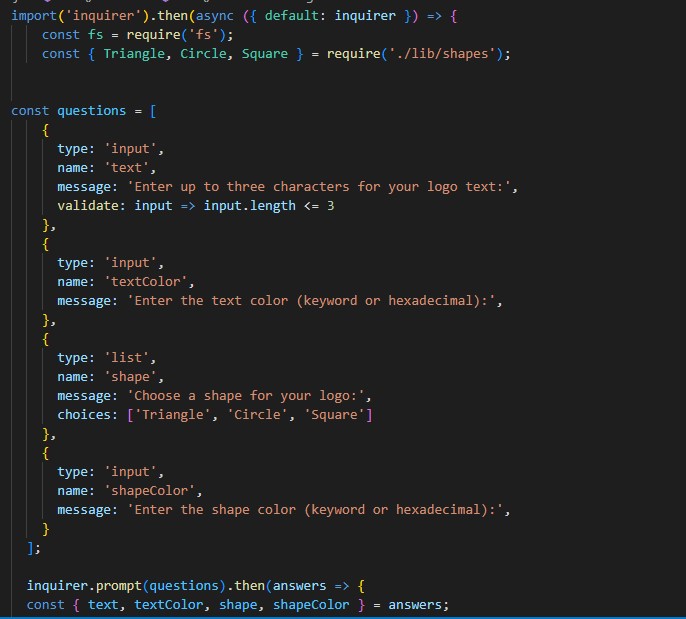 import('inquirer').then(async ({ default: inquirer }) => {
    const fs = require('fs');
    const { Triangle, Circle, Square } = require('./lib/shapes');
const questions = [
    {
      type: 'input',
      name: 'text',
      message: 'Enter up to three characters for your logo text:',
      validate: input => input.length <= 3
    },
    {
      type: 'input',
      name: 'textColor',
      message: 'Enter the text color (keyword or hexadecimal):',
    },
    {
      type: 'list',
      name: 'shape',
      message: 'Choose a shape for your logo:',
      choices: ['Triangle', 'Circle', 'Square']
    },
    {
      type: 'input',
      name: 'shapeColor',
      message: 'Enter the shape color (keyword or hexadecimal):',
    }
  ];
  inquirer.prompt(questions).then(answers => {
  const { text, textColor, shape, shapeColor } = answers;